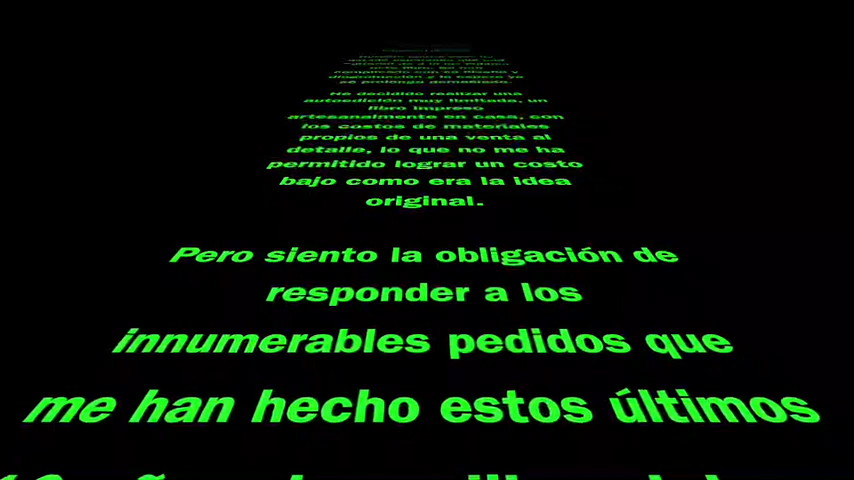 He decidido realizar una
autoedición muy limitada, un
libro impreso
artesanalmente en casa, con
los costos de materiales
propios de una venta al
detalle, lo que no me ha
permitido lograr un costo
bajo como era la idea
original.
Pero siento la obligación de
responder a los
innumerables pedidos que
me han hecho estos últimos